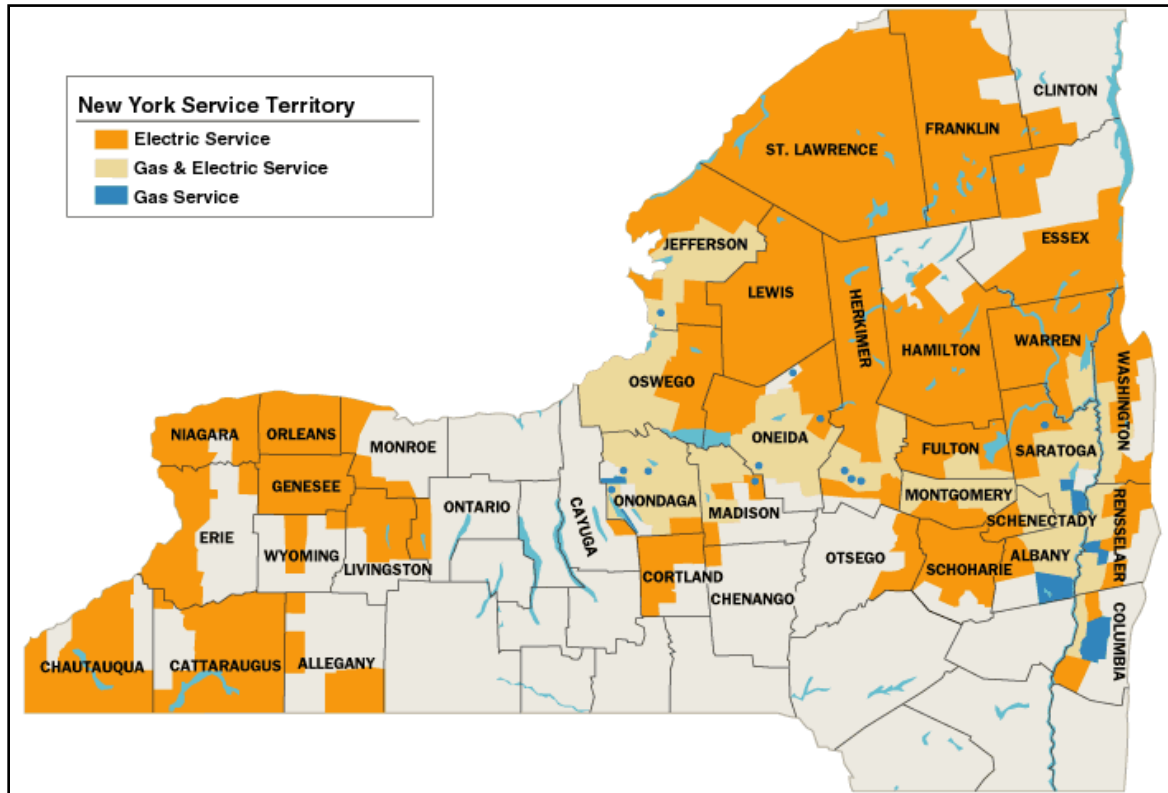 New York Service Territory
Electric Service
Gas & Electric Service
Gas Service
CLINTON
FRANKLIN
ST. LAWRENCE
JEFFERSON
ESSEX
LEWIS
HERKIMER
HAMILTON
WARREN
WASHINGTON
OSWEGO
NIAGARA
ORLEANS
MONROE
ONEIDA
FULTON
SARATOGA
GENESEE
ONTARIO
CAYUGA
ONONDAGA
MADISON
MONTGOMERY
SCHENECTADY
RENSSELAER
ERIE
WYOMING
LIVINGSTON
CORTLAND
CHENANGO
OTSEGO
SCHOHARIE
ALBANY
COLUMBIA
CHAUTAUQUA
CATTARAUGUS
ALLEGANY